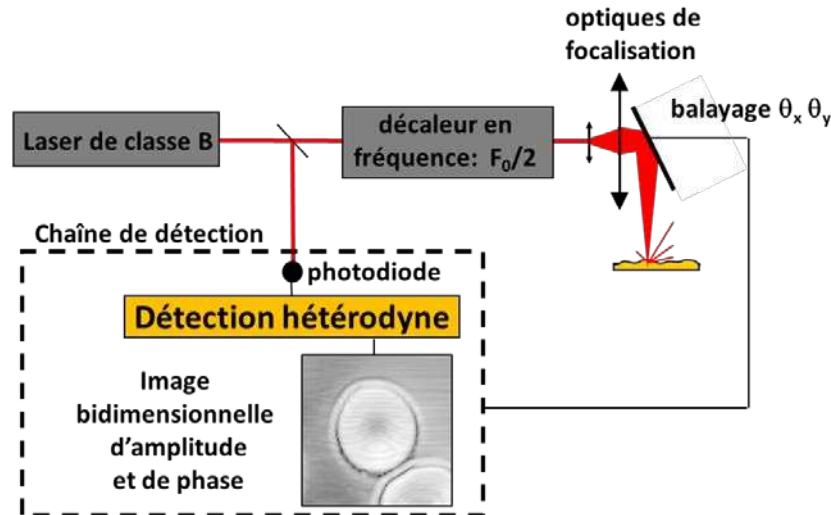 optiques de
focalisation
balayage θx θy
Laser de classe B
décaleur en
fréquence: F0/2
Chaîne de détection
photodiode
Détection hétérodyne
Image
bidimensionnelle
d'amplitude
et de phase